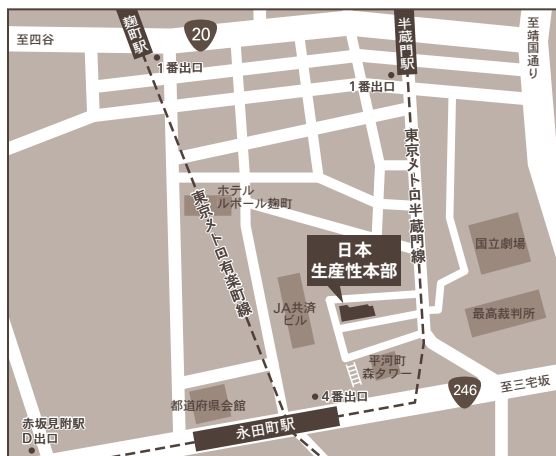 麹町駅
20
半蔵門駅
至四谷
至靖国通り
1番出口
1番出口
東京メトロ半蔵門線
東京メトロ有楽町線
ホテル
ルポール麹町
日本
生産性本部
国立劇場
JA共済
ビル
最高裁判所
平河町
森タワー
4番出口
246
至三宅坂
都道府県会館
赤坂見附駅
D出口
永田町駅